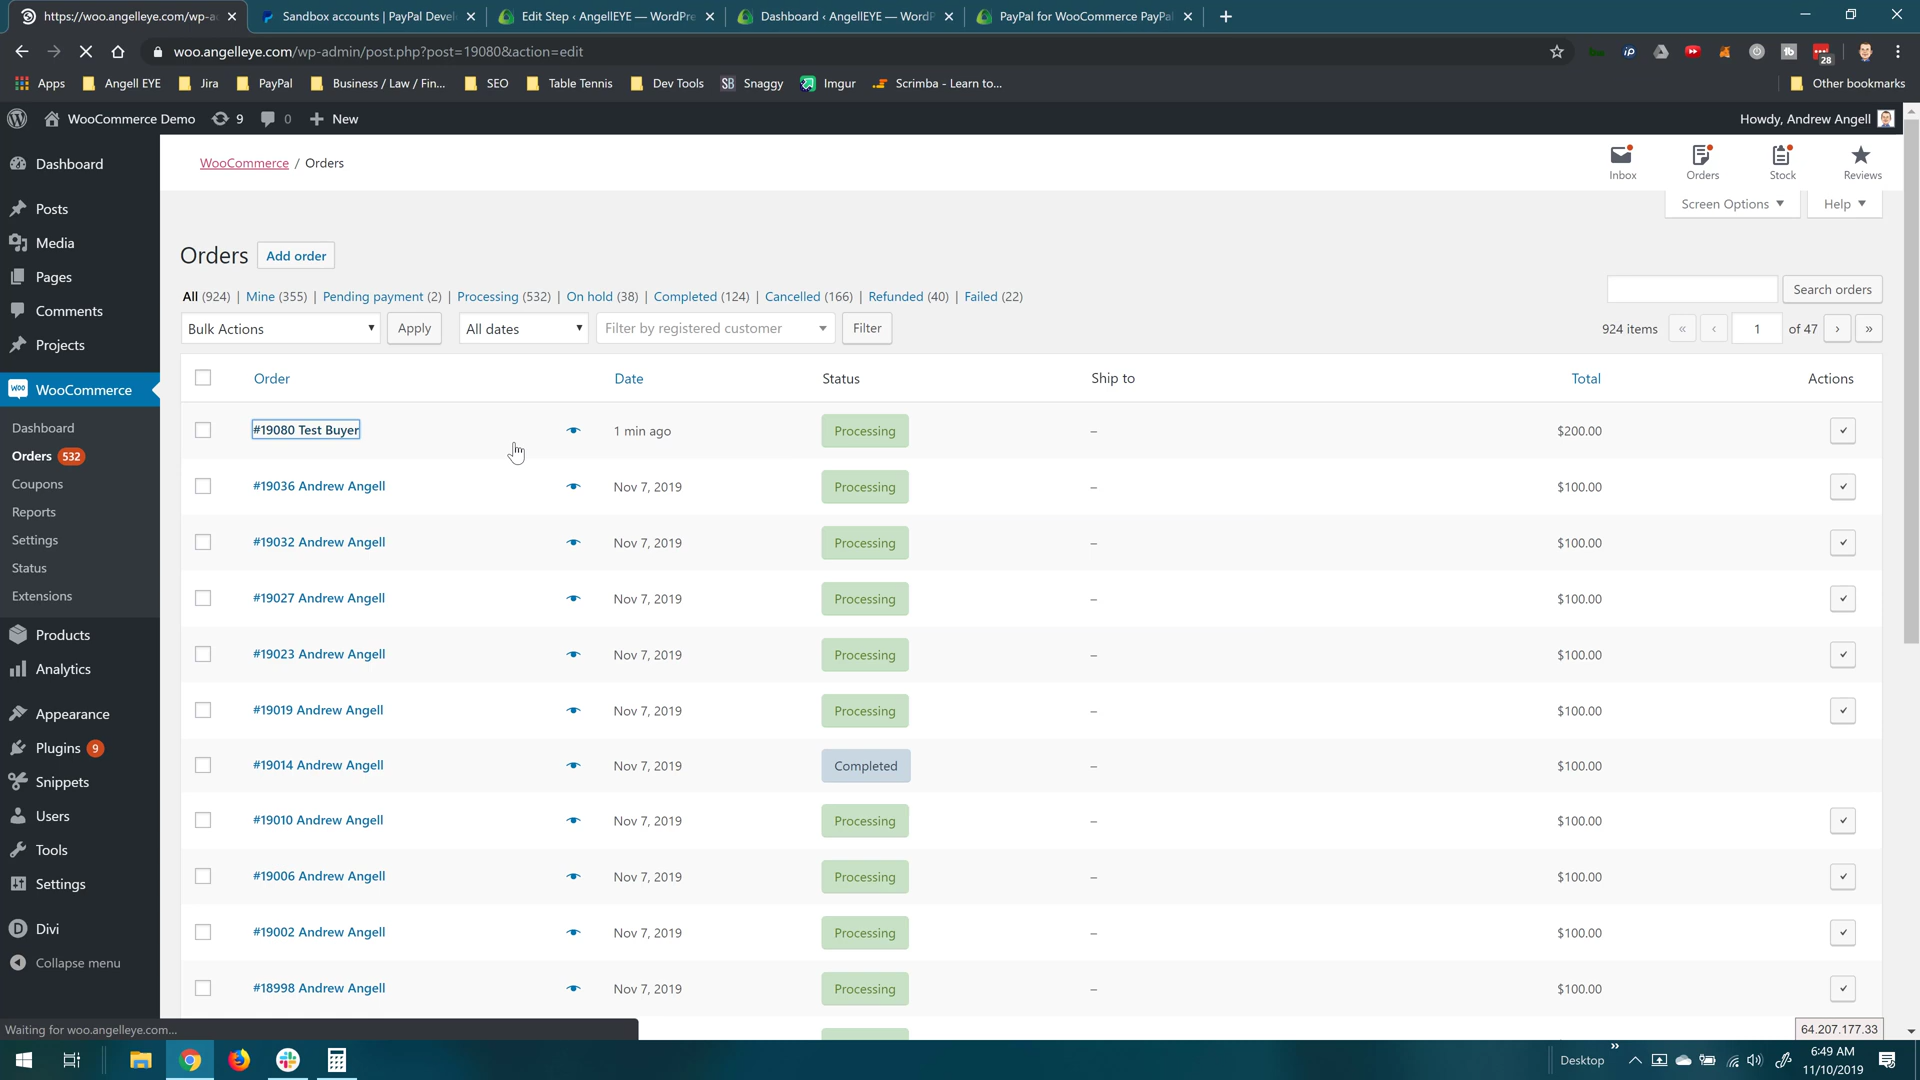 https://woo.angelleye.com/wp-ac
Sandbox accounts | PayPal Devel
Edit Step ‹ AngellEYE — WordPre
Dashboard ‹ AngellEYE — WordP
PayPal for WooCommerce PayPal
woo.angelleye.com/wp-admin/post.php?post=19080&action=edit
28
Apps
Angell EYE
Jira
PayPal
Business / Law / Fin...
SEO
Table Tennis
Dev Tools
SB Snaggy
Imgur
Scrimba - Learn to...
Other bookmarks
WooCommerce Demo
9
0
New
Howdy, Andrew Angell
Dashboard
Posts
Media
Pages
Comments
Projects
WooCommerce
Dashboard
Orders 532
Coupons
Reports
Settings
Status
Extensions
Products
Analytics
Appearance
Plugins 9
Snippets
Users
Tools
Settings
Divi
Collapse menu
WooCommerce / Orders
Inbox
Orders
Stock
Reviews
Screen Options
Help
Orders
Add order
All (924) | Mine (355) | Pending payment (2) | Processing (532) | On hold (38) | Completed (124) | Cancelled (166) | Refunded (40) | Failed (22)
Search orders
Bulk Actions
Apply
All dates
Filter by registered customer
Filter
924 items « ‹ 1 of 47 › »
Order Date Status Ship to Total Actions
#19080 Test Buyer 1 min ago Processing – $200.00
#19036 Andrew Angell Nov 7, 2019 Processing – $100.00
#19032 Andrew Angell Nov 7, 2019 Processing – $100.00
#19027 Andrew Angell Nov 7, 2019 Processing – $100.00
#19023 Andrew Angell Nov 7, 2019 Processing – $100.00
#19019 Andrew Angell Nov 7, 2019 Processing – $100.00
#19014 Andrew Angell Nov 7, 2019 Completed – $100.00
#19010 Andrew Angell Nov 7, 2019 Processing – $100.00
#19006 Andrew Angell Nov 7, 2019 Processing – $100.00
#19002 Andrew Angell Nov 7, 2019 Processing – $100.00
#18998 Andrew Angell Nov 7, 2019 Processing – $100.00
Waiting for woo.angelleye.com...
64.207.177.33
Desktop
6:49 AM
11/10/2019